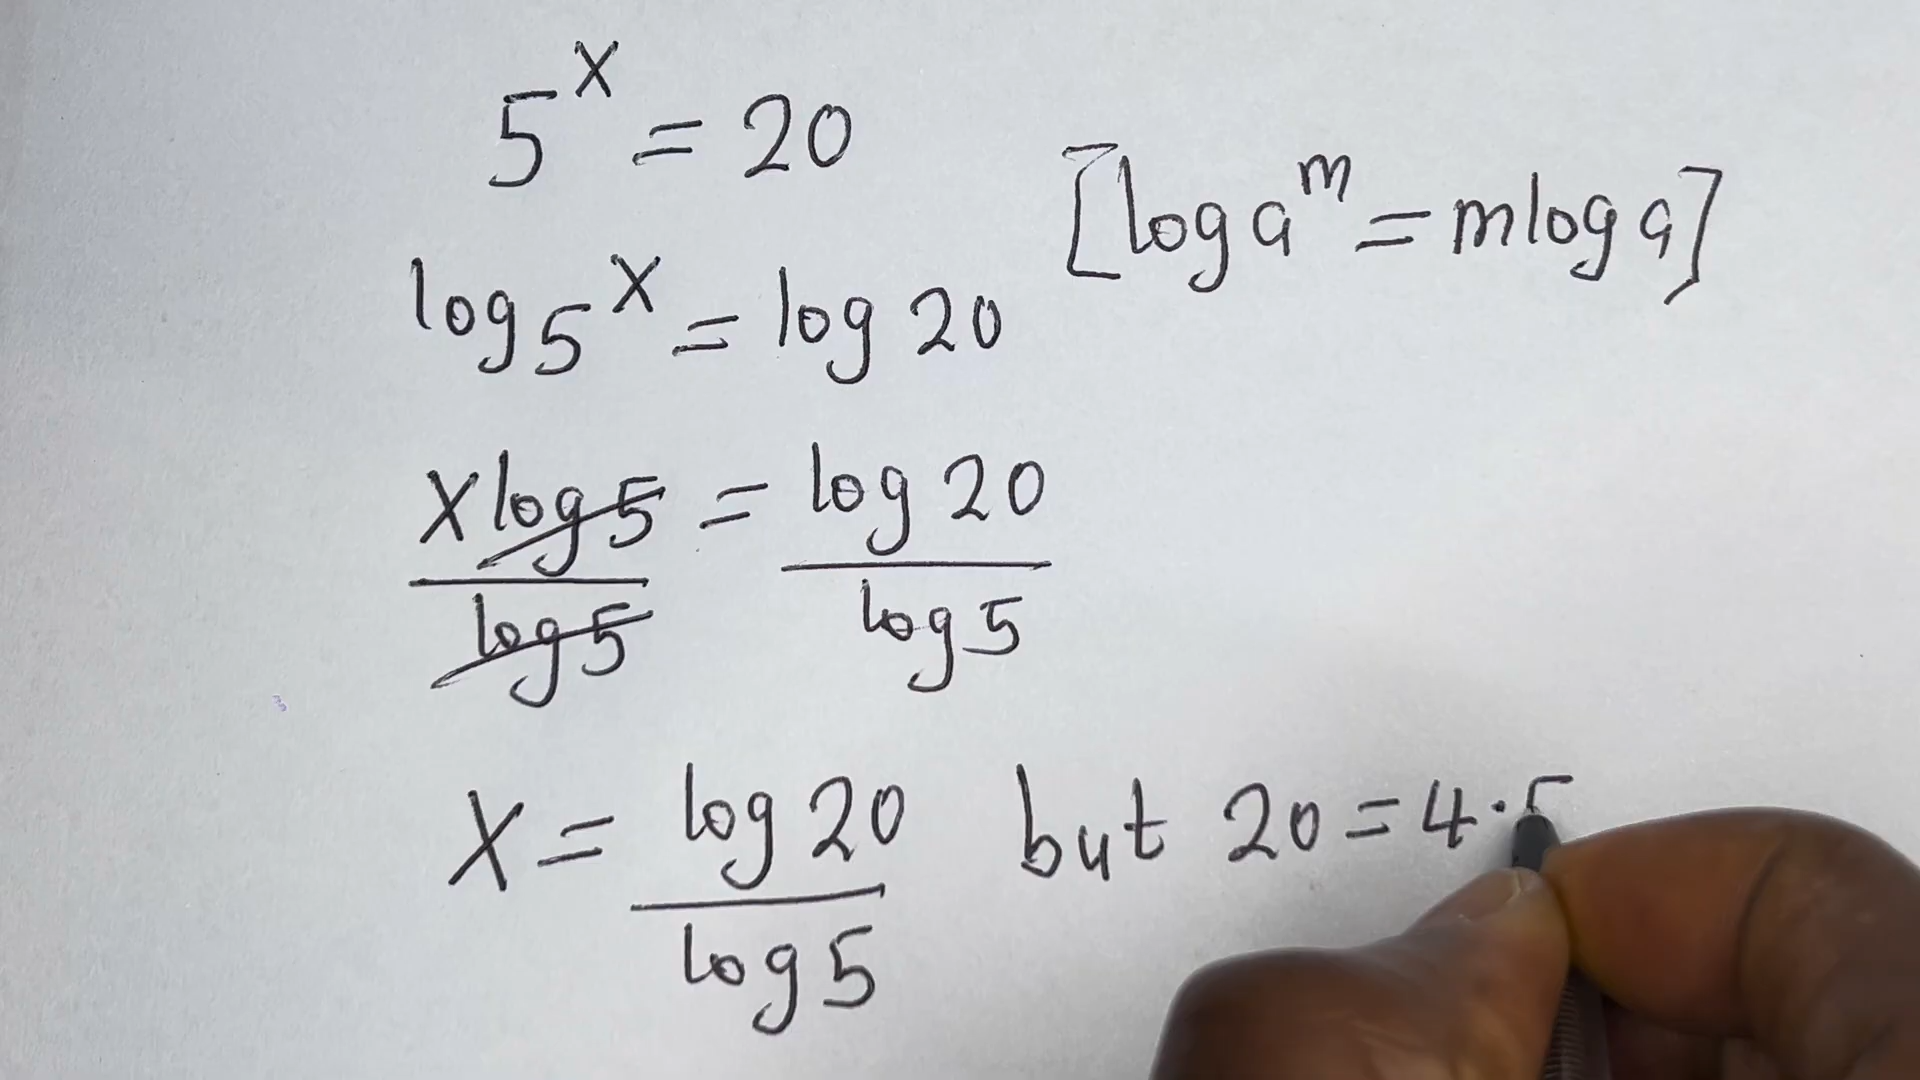 5^x = 20
[log a^m = m log a]
log 5^x = log 20
x log 5 / log 5 = log 20 / log 5
x = log 20 / log 5 but 20 = 4·5